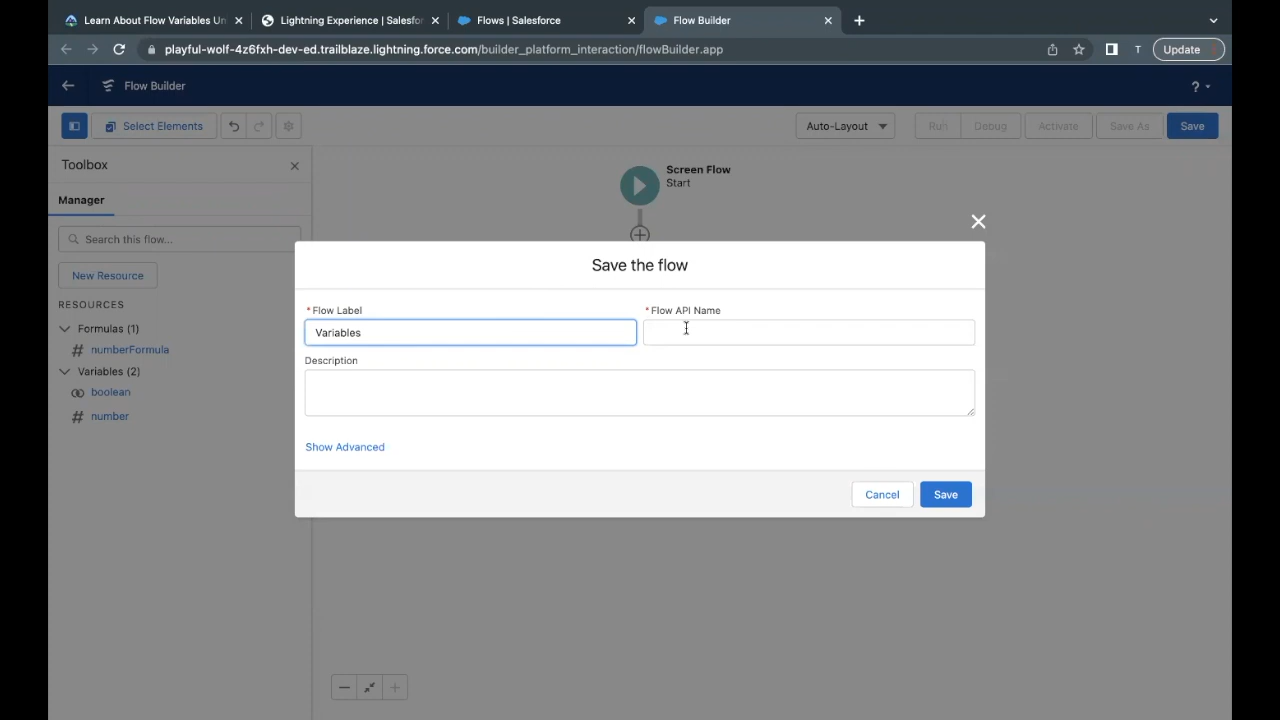 Learn About Flow Variables Un
Lightning Experience | Salesfor
Flows | Salesforce
Flow Builder
playful-wolf-4z6fxh-dev-ed.trailblaze.lightning.force.com/builder_platform_interaction/flowBuilder.app
T
Update
Flow Builder
?
Select Elements
Auto-Layout
Run
Debug
Activate
Save As
Save
Toolbox
Manager
Search this flow...
New Resource
RESOURCES
Formulas (1)
numberFormula
Variables (2)
boolean
number
Screen Flow
Start
Save the flow
* Flow Label
* Flow API Name
Variables
Description
Show Advanced
Cancel
Save